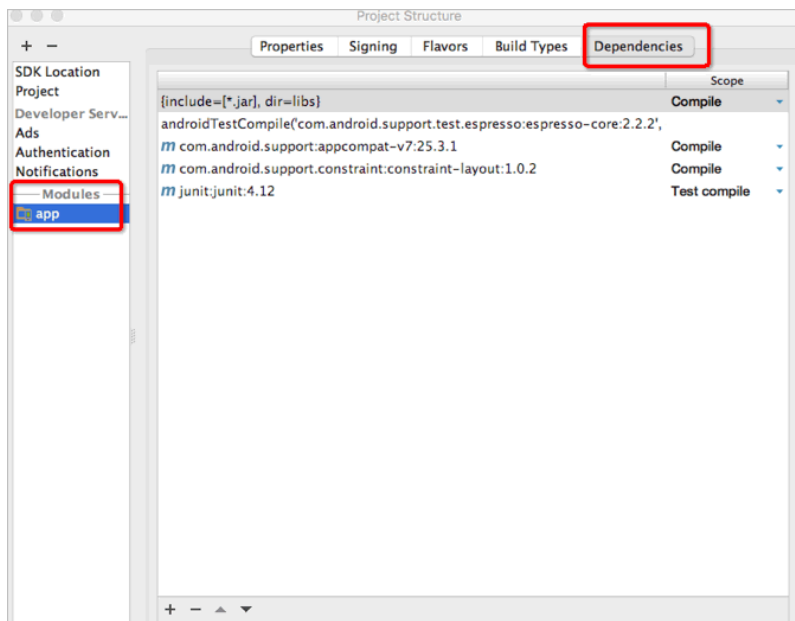 Project Structure
Properties Signing Flavors Build Types Dependencies
SDK Location
Project
Developer Serv...
Ads
Authentication
Notifications
Modules
app
Scope
{include=[*.jar], dir=libs} Compile
androidTestCompile('com.android.support.test.espresso:espresso-core:2.2.2',
m com.android.support:appcompat-v7:25.3.1 Compile
m com.android.support.constraint:constraint-layout:1.0.2 Compile
m junit:junit:4.12 Test compile